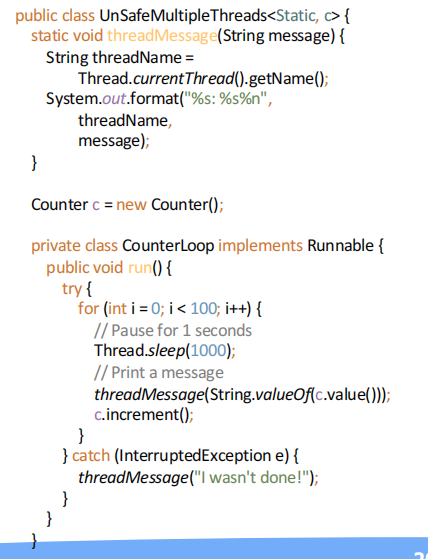 public class UnSafeMultipleThreads<Static, c> {
static void threadMessage(String message) {
String threadName =
Thread.currentThread().getName();
System.out.format("%s: %s%n",
threadName,
message);
}
Counter c = new Counter();
private class CounterLoop implements Runnable {
public void run() {
try {
for (int i = 0; i < 100; i++) {
// Pause for 1 seconds
Thread.sleep(1000);
// Print a message
threadMessage(String.valueOf(c.value()));
c.increment();
}
} catch (InterruptedException e) {
threadMessage("I wasn't done!");
}
}
}